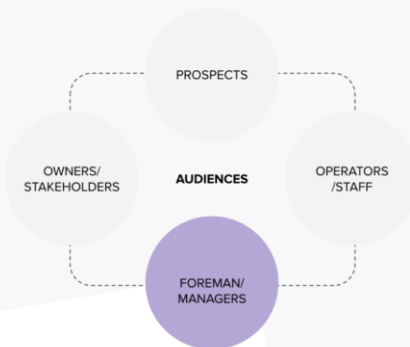 PROSPECTS
OWNERS/
STAKEHOLDERS
AUDIENCES
OPERATORS
/STAFF
FOREMAN/
MANAGERS